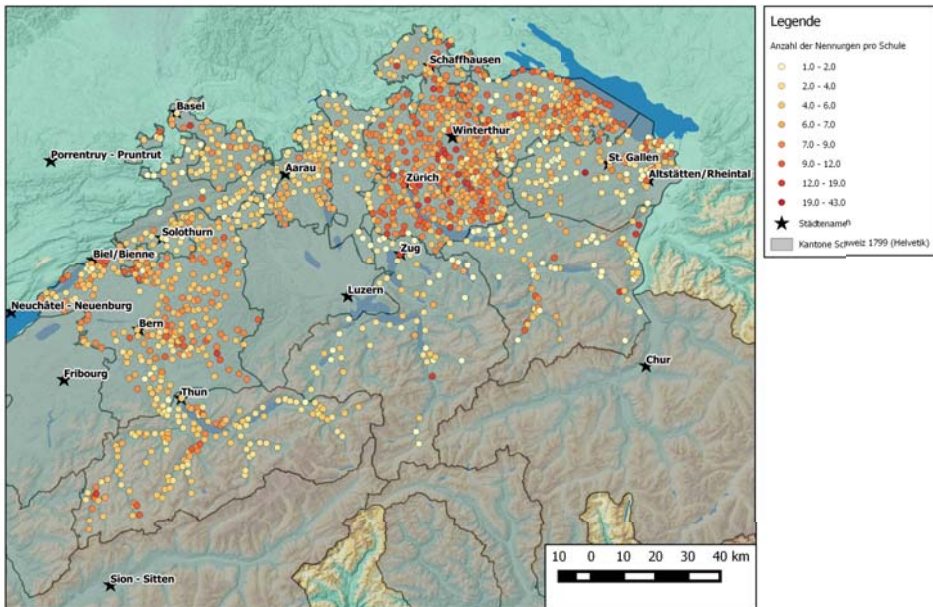 Schaffhausen
Basel
Winterthur
Porrentruy - Pruntrut
Aarau
St. Gallen
Zürich
Altstätten/Rheintal
Solothurn
Zug
Biel/Bienne
Luzern
Neuchâtel - Neuenburg
Bern
Chur
Fribourg
Thun
Sion - Sitten
10 0 10 20 30 40 km
Legende
Anzahl der Nennungen pro Schule
1.0 - 2.0
2.0 - 4.0
4.0 - 6.0
6.0 - 7.0
7.0 - 9.0
9.0 - 12.0
12.0 - 19.0
19.0 - 43.0
Städtenamen
Kantone Schweiz 1799 (Helvetik)